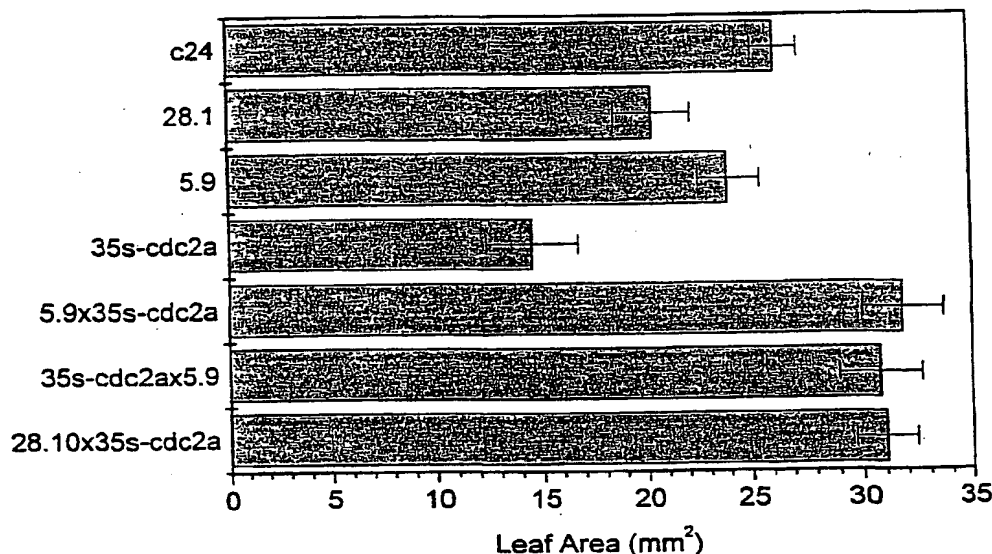 c24
28.1
5.9
35s-cdc2a
5.9x35s-cdc2a
35s-cdc2ax5.9
28.10x35s-cdc2a
0 5 10 15 20 25 30 35
Leaf Area (mm²)